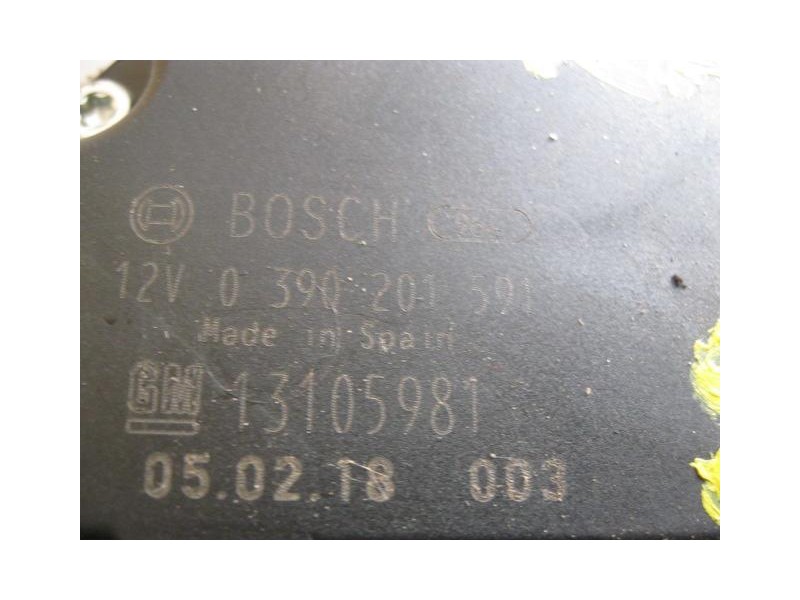 BOSCH
12V 0 390 201 591
Made in Spain
GM 13105981
05.02.18 003